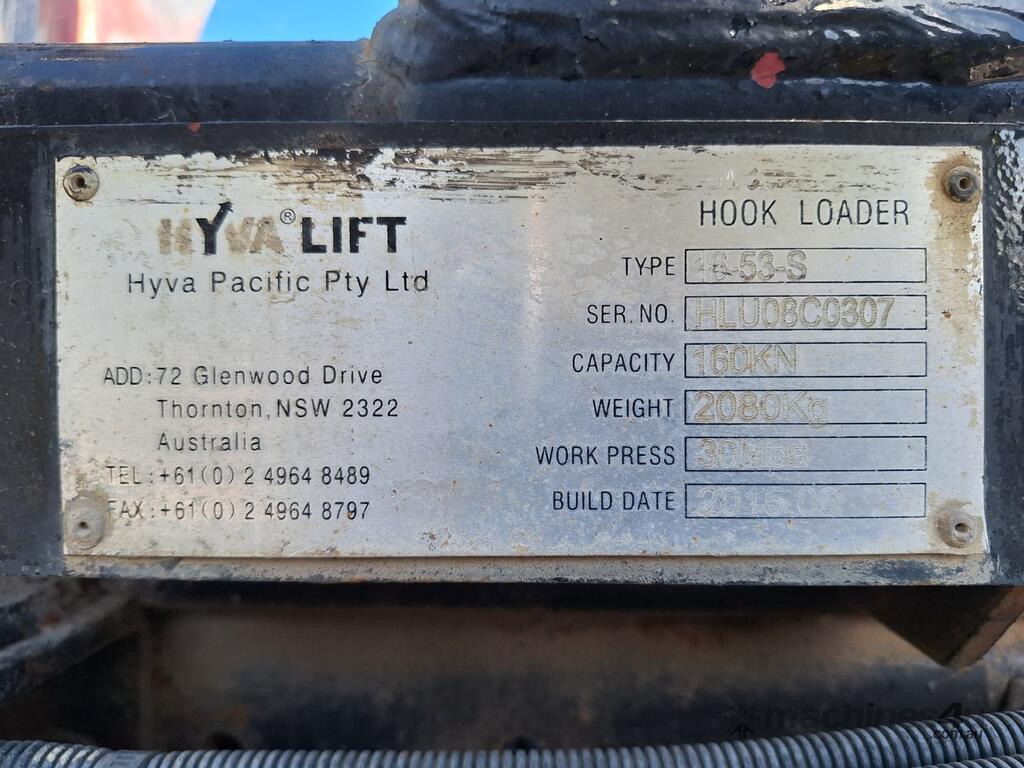 HYVA® LIFT
Hyva Pacific Pty Ltd
ADD:72 Glenwood Drive
Thornton, NSW 2322
Australia
TEL:+61(0) 2 4964 8489
FAX:+61(0) 2 4964 8797
HOOK LOADER
TYPE 16-53-S
SER. NO. HLU08C0307
CAPACITY 160KN
WEIGHT 2080Kg
WORK PRESS 30Mpa
BUILD DATE
machines4u
.com.au